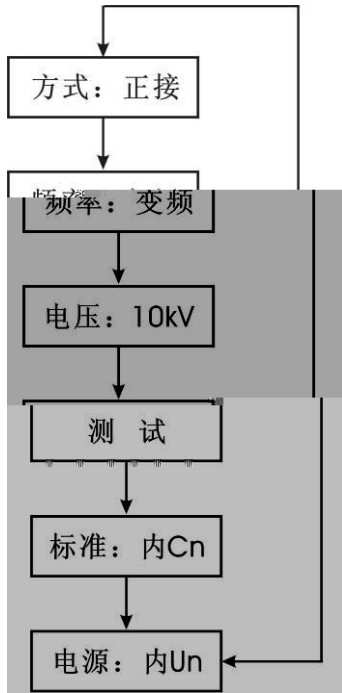 方式：正接
频率：变频
电压：10kV
测 试
标准：内Cn
电源：内Un